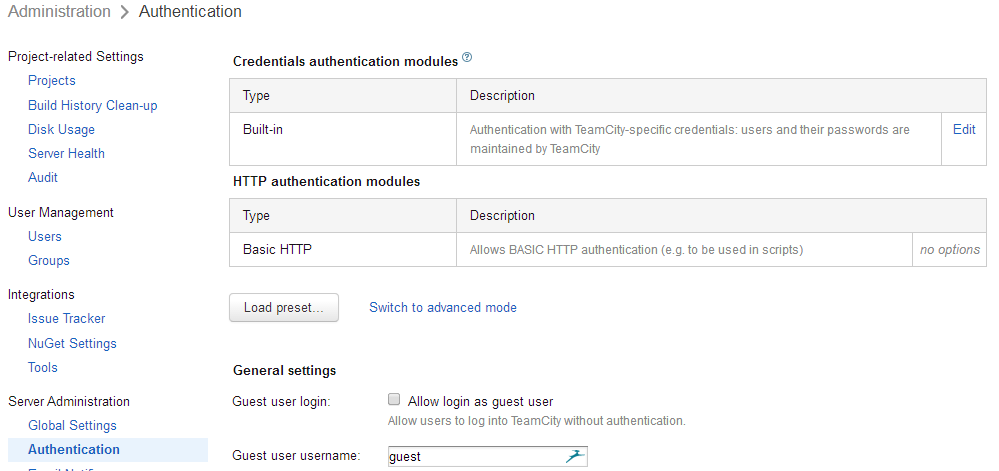 Administration > Authentication
Project-related Settings
Projects
Build History Clean-up
Disk Usage
Server Health
Audit
User Management
Users
Groups
Integrations
Issue Tracker
NuGet Settings
Tools
Server Administration
Global Settings
Authentication
Credentials authentication modules ?
Type Description
Built-in Authentication with TeamCity-specific credentials: users and their passwords are Edit
maintained by TeamCity
HTTP authentication modules
Type Description
Basic HTTP Allows BASIC HTTP authentication (e.g. to be used in scripts) no options
Load preset... Switch to advanced mode
General settings
Guest user login: Allow login as guest user
Allow users to log into TeamCity without authentication.
Guest user username: guest